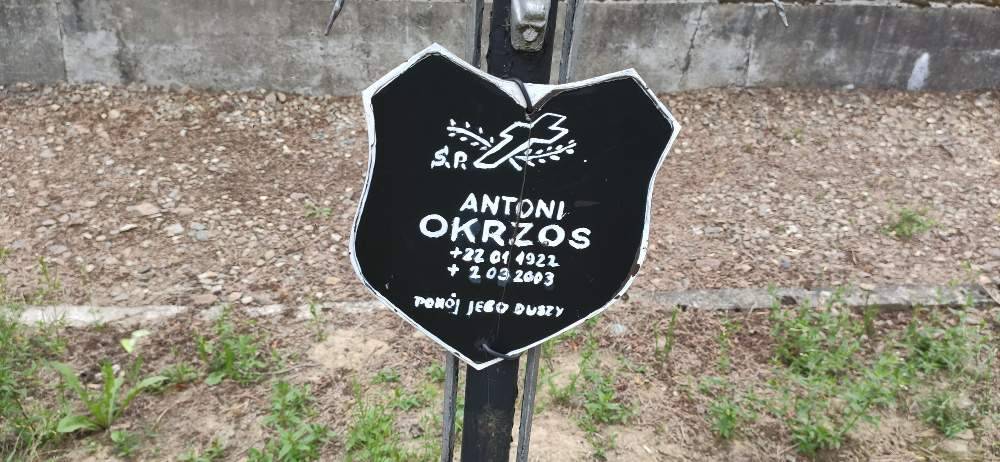 Ś.P.
ANTONI
OKRZOS
+22 01 1922
+ 2 03 2003
POKÓJ JEGO DUSZY